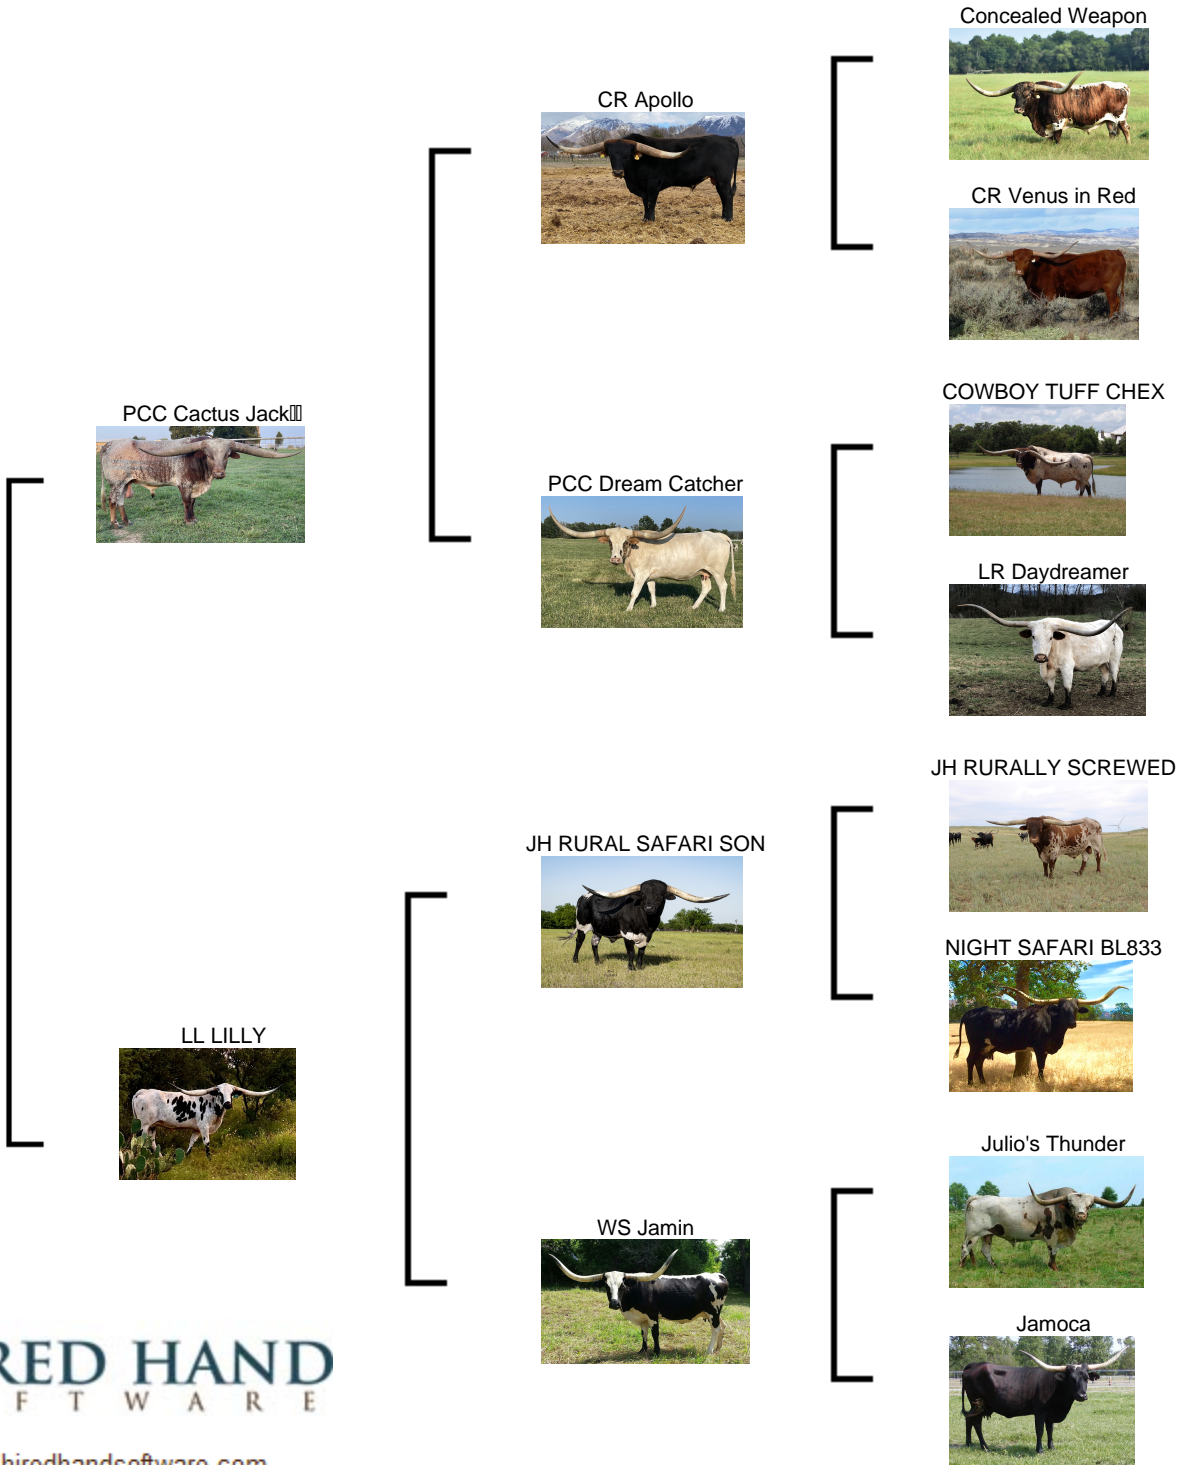 Concealed Weapon
CR Apollo
CR Venus in Red
COWBOY TUFF CHEX
PCC Cactus Jack
PCC Dream Catcher
LR Daydreamer
JH RURALLY SCREWED
JH RURAL SAFARI SON
NIGHT SAFARI BL833
LL LILLY
Julio's Thunder
WS Jamin
Jamoca
RED HAND
F T W A R E
hiredhandsoftware.com